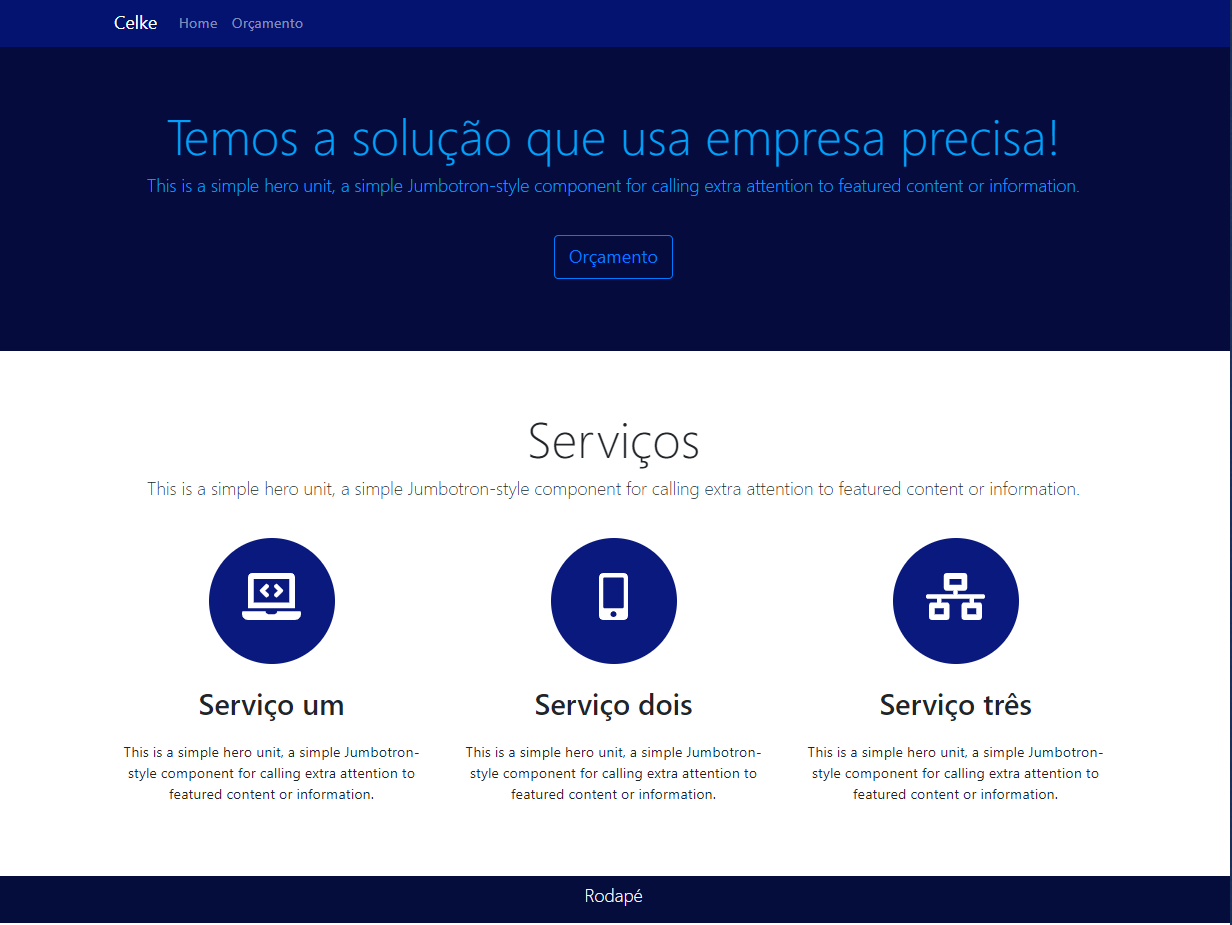 Celke Home Orçamento
Temos a solução que usa empresa precisa!
This is a simple hero unit, a simple Jumbotron-style component for calling extra attention to featured content or information.
Orçamento
Serviços
This is a simple hero unit, a simple Jumbotron-style component for calling extra attention to featured content or information.
Serviço um
This is a simple hero unit, a simple Jumbotron-
style component for calling extra attention to
featured content or information.
Serviço dois
This is a simple hero unit, a simple Jumbotron-
style component for calling extra attention to
featured content or information.
Serviço três
This is a simple hero unit, a simple Jumbotron-
style component for calling extra attention to
featured content or information.
Rodapé